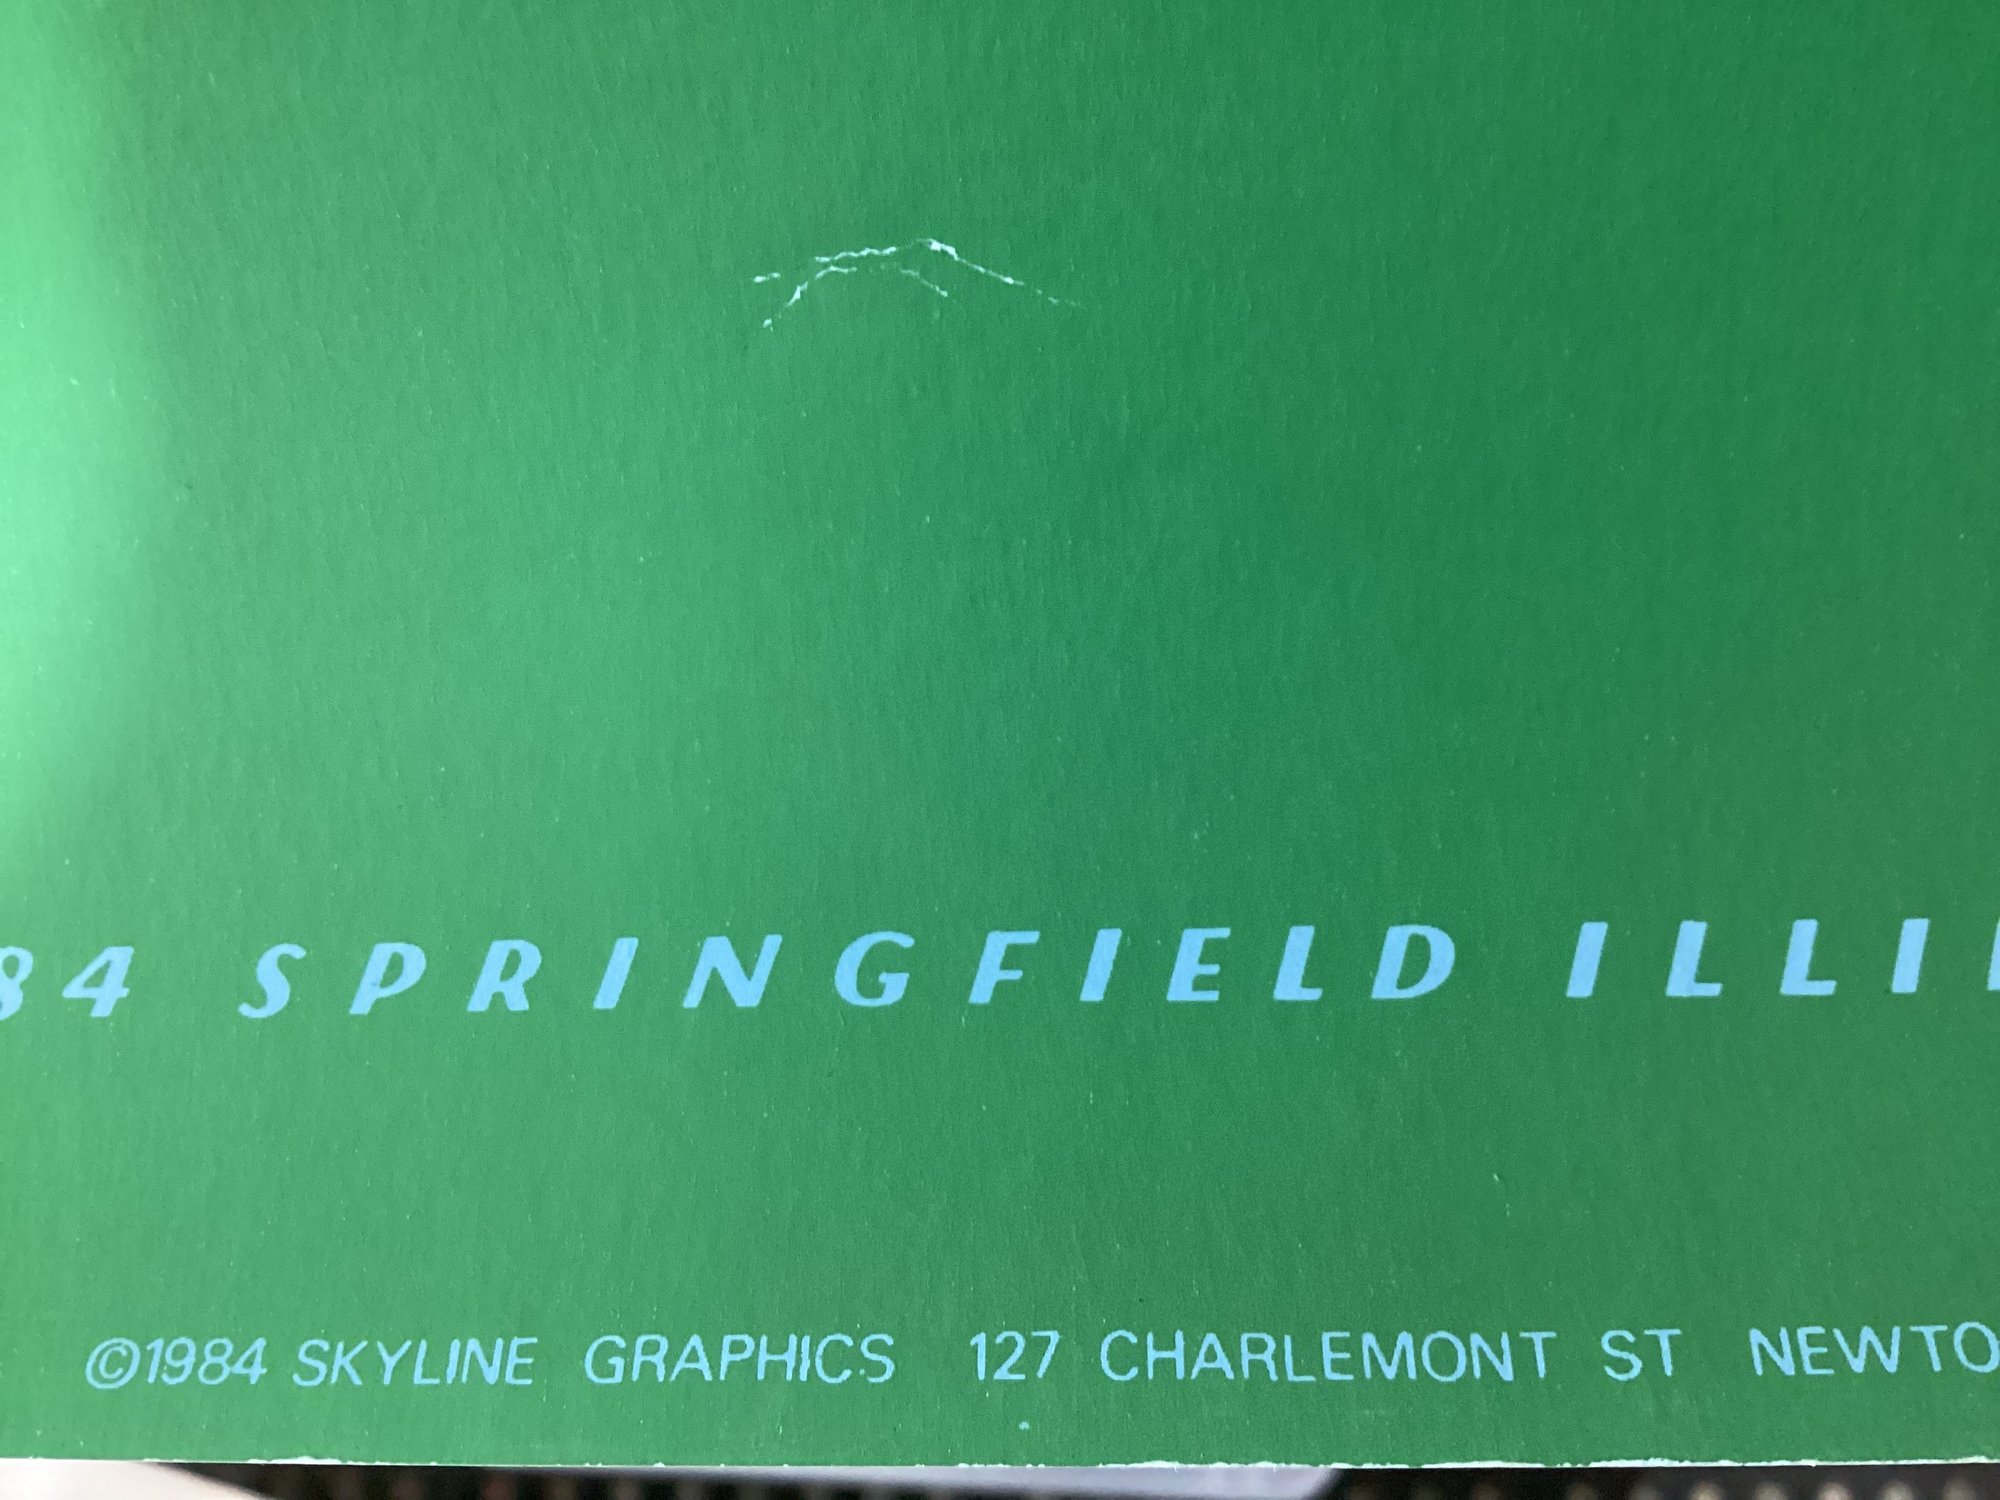 84 SPRINGFIELD ILLI
©1984 SKYLINE GRAPHICS 127 CHARLEMONT ST NEWTO